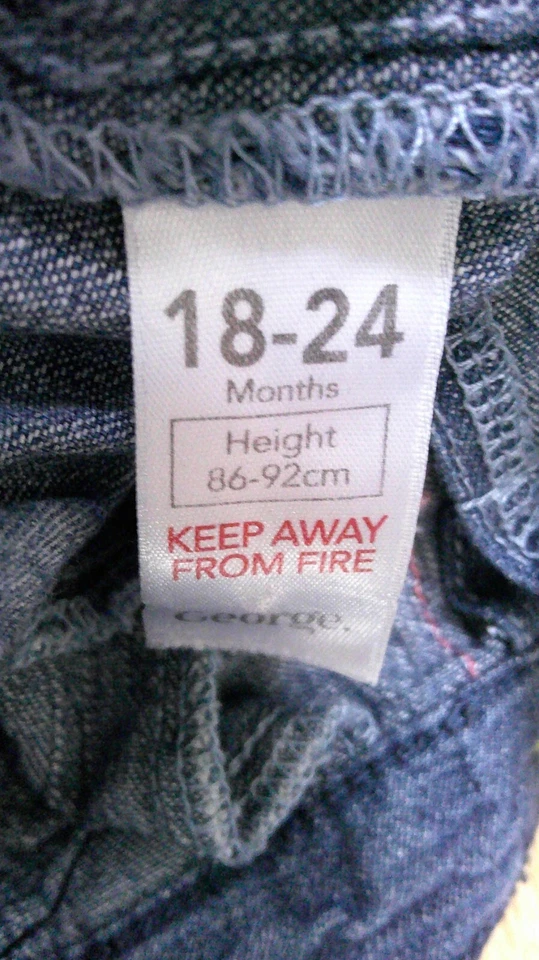 18-24
Months
Height
86-92cm
KEEP AWAY
FROM FIRE
George.